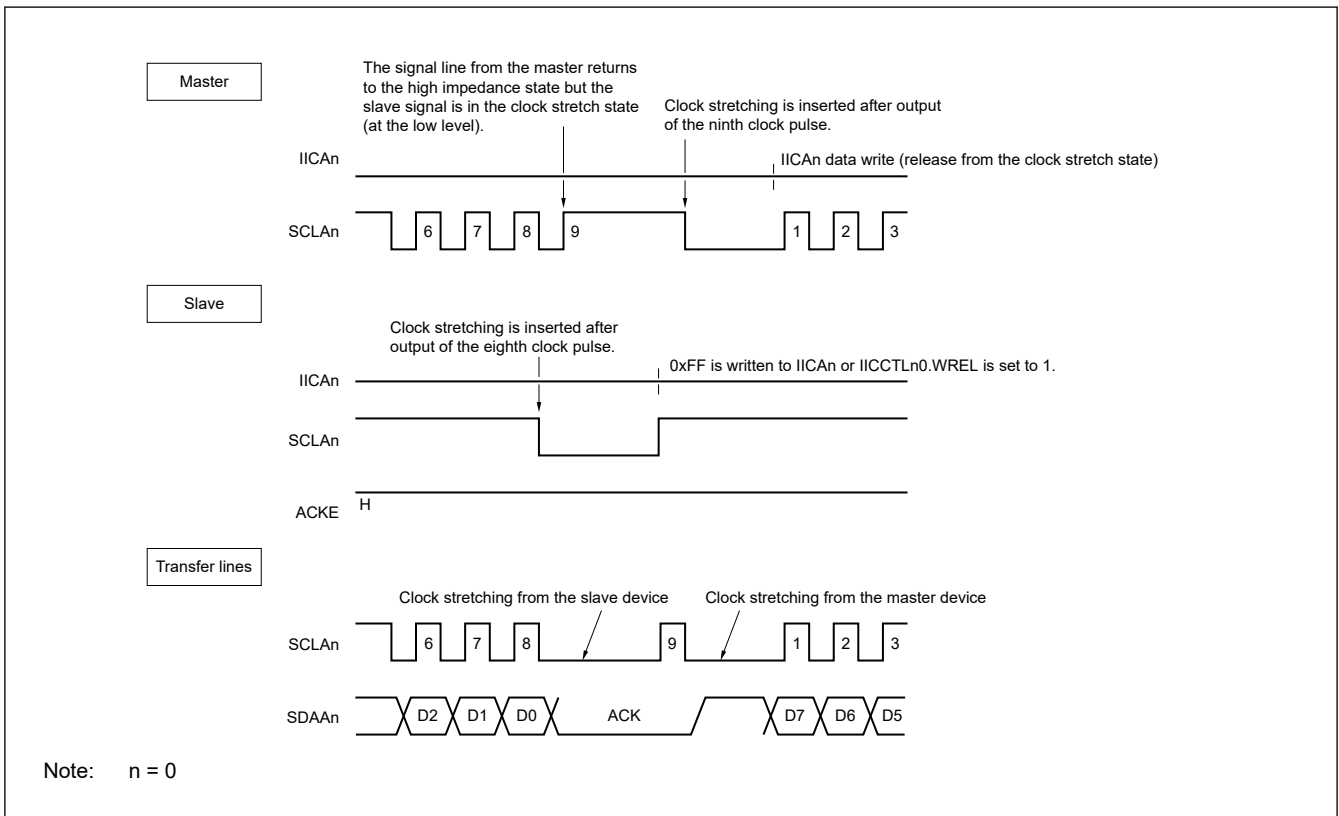 Master
The signal line from the master returns
to the high impedance state but the
slave signal is in the clock stretch state
(at the low level).
Clock stretching is inserted after output
of the ninth clock pulse.
IICAn
IICAn data write (release from the clock stretch state)
SCLAn
6 7 8 9 1 2 3
Slave
Clock stretching is inserted after
output of the eighth clock pulse.
0xFF is written to IICAn or IICCTLn0.WREL is set to 1.
IICAn
SCLAn
H
ACKE
Transfer lines
Clock stretching from the slave device
Clock stretching from the master device
SCLAn
6 7 8 9 1 2 3
SDAAn
D2 D1 D0 ACK D7 D6 D5
Note: n = 0